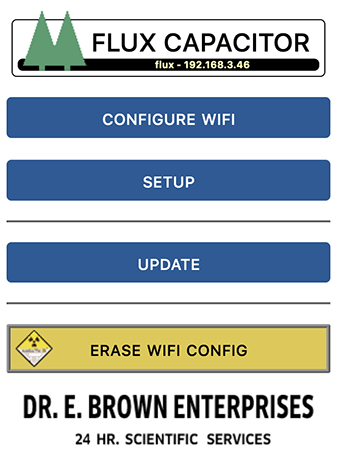 FLUX CAPACITOR
flux - 192.168.3.46
CONFIGURE WIFI
SETUP
UPDATE
ERASE WIFI CONFIG
DR. E. BROWN ENTERPRISES
24 HR. SCIENTIFIC SERVICES